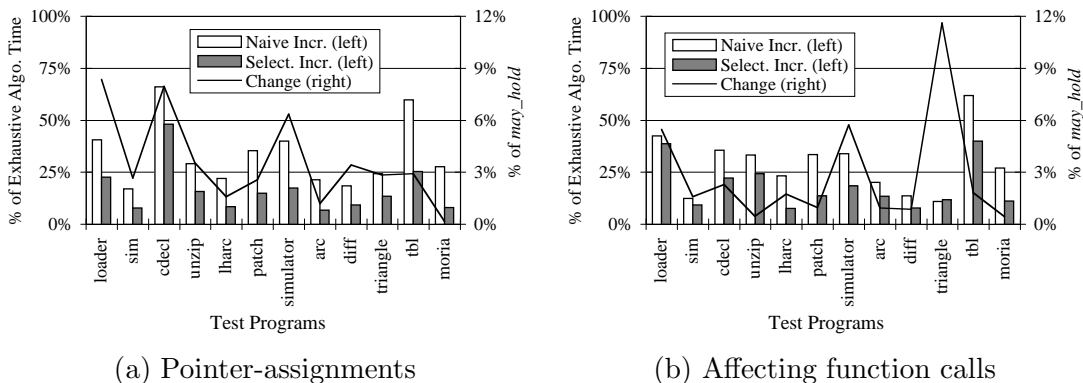 100%
75%
50%
25%
0%
% of Exhaustive Algo. Time
Naive Incr. (left)
Select. Incr. (left)
Change (right)
12%
9%
6%
3%
0%
% of may_hold
loader
sim
cdecl
unzip
lharc
patch
simulator
arc
diff
triangle
tbl
moria
Test Programs
(a) Pointer-assignments
100%
75%
50%
25%
0%
% of Exhaustive Algo. Time
Naive Incr. (left)
Select. Incr. (left)
Change (right)
12%
9%
6%
3%
0%
% of may_hold
loader
sim
cdecl
unzip
lharc
patch
simulator
arc
diff
triangle
tbl
moria
Test Programs
(b) Affecting function calls